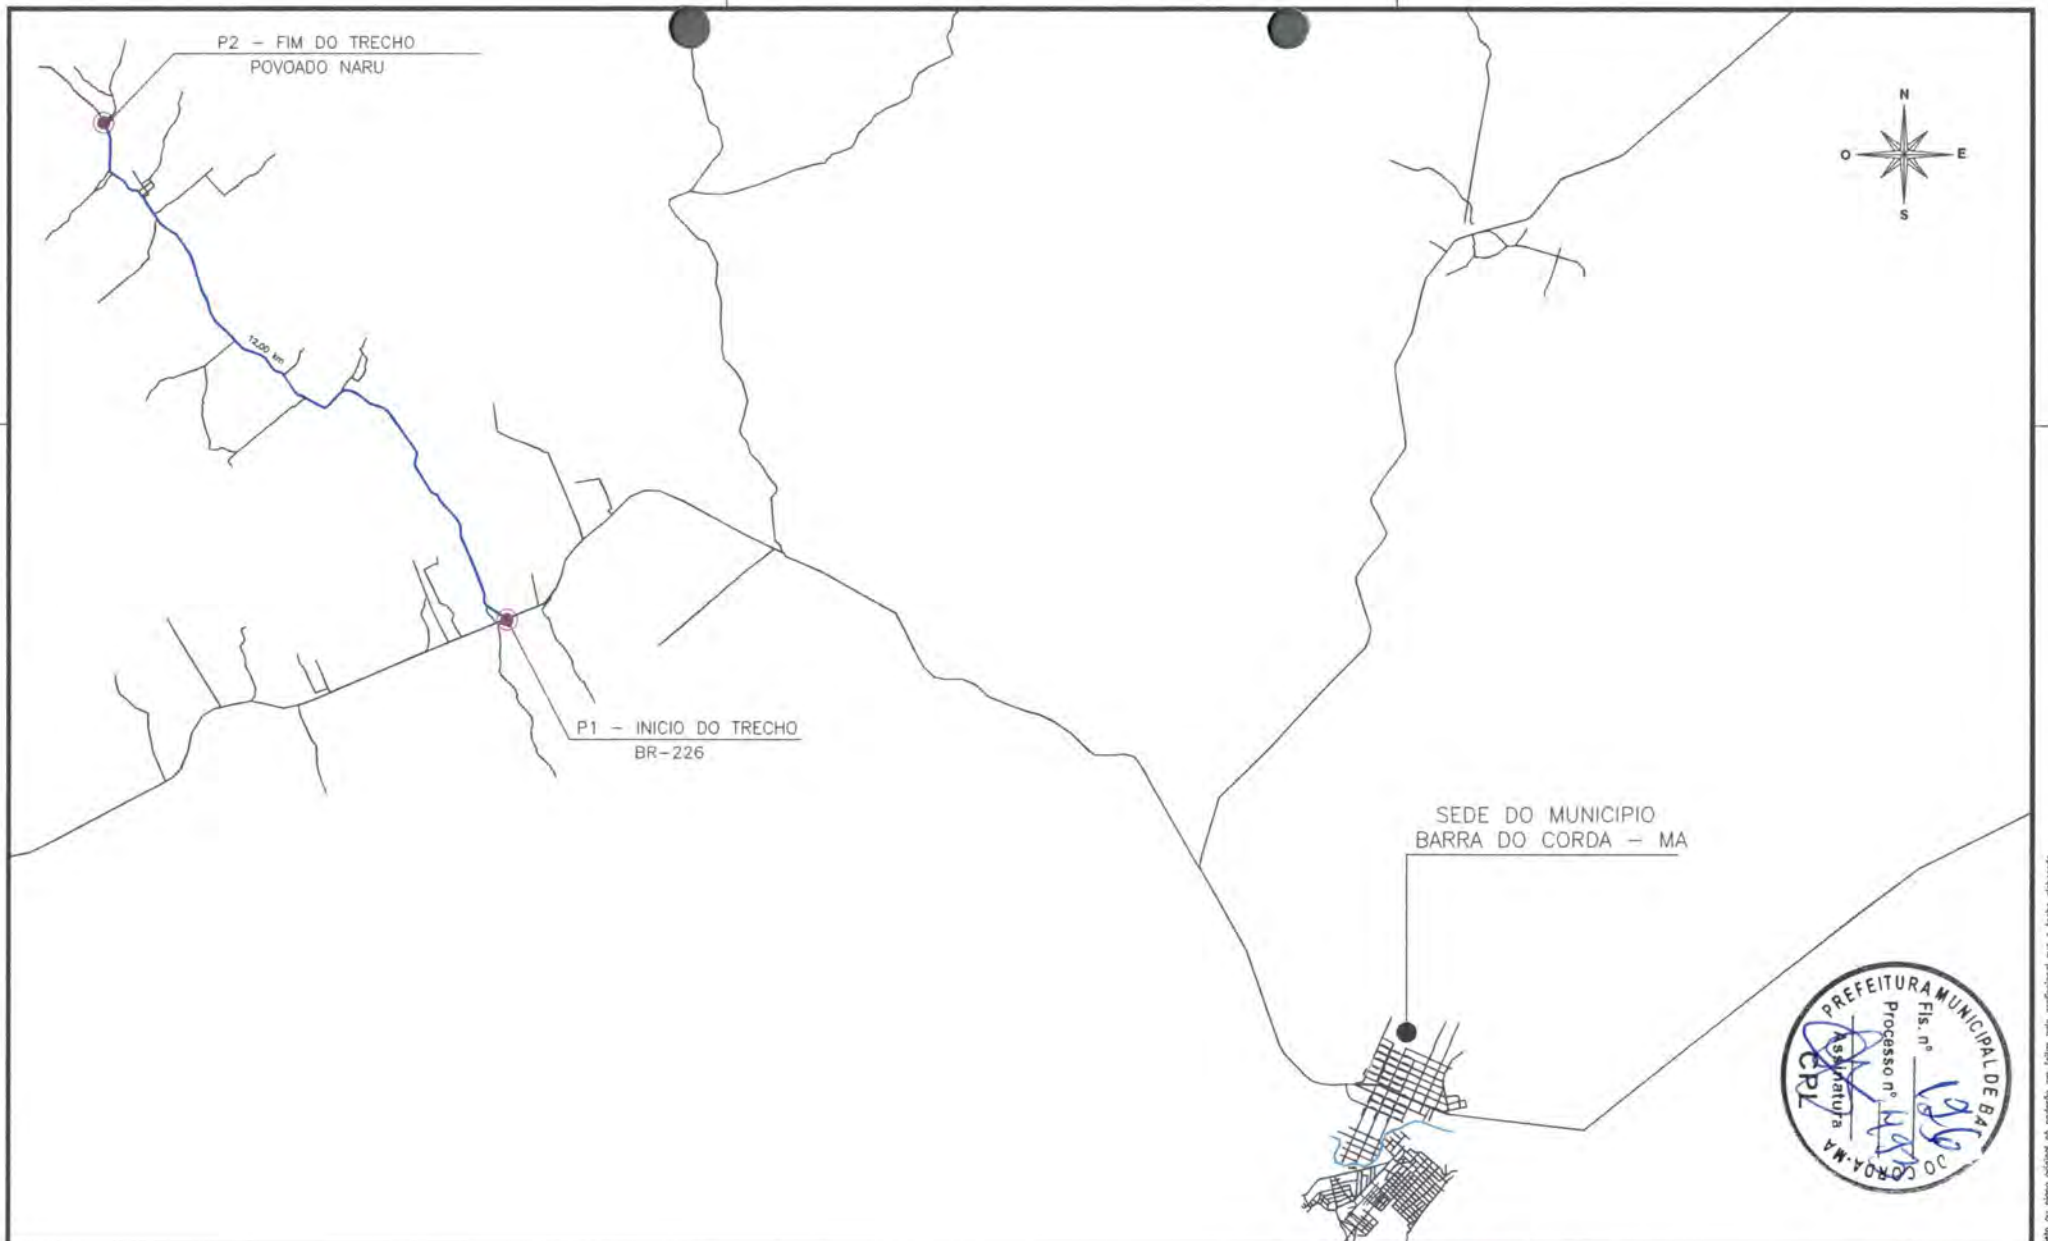 P2 - FIM DO TRECHO
POVOADO NARU
N
O
E
S
12,00 km
P1 - INICIO DO TRECHO
BR-226
SEDE DO MUNICIPIO
BARRA DO CORDA - MA
PREFEITURA MUNICIPAL DE BA DO CORDA-MA
Fls. nº
Processo nº
Assinatura
CPL